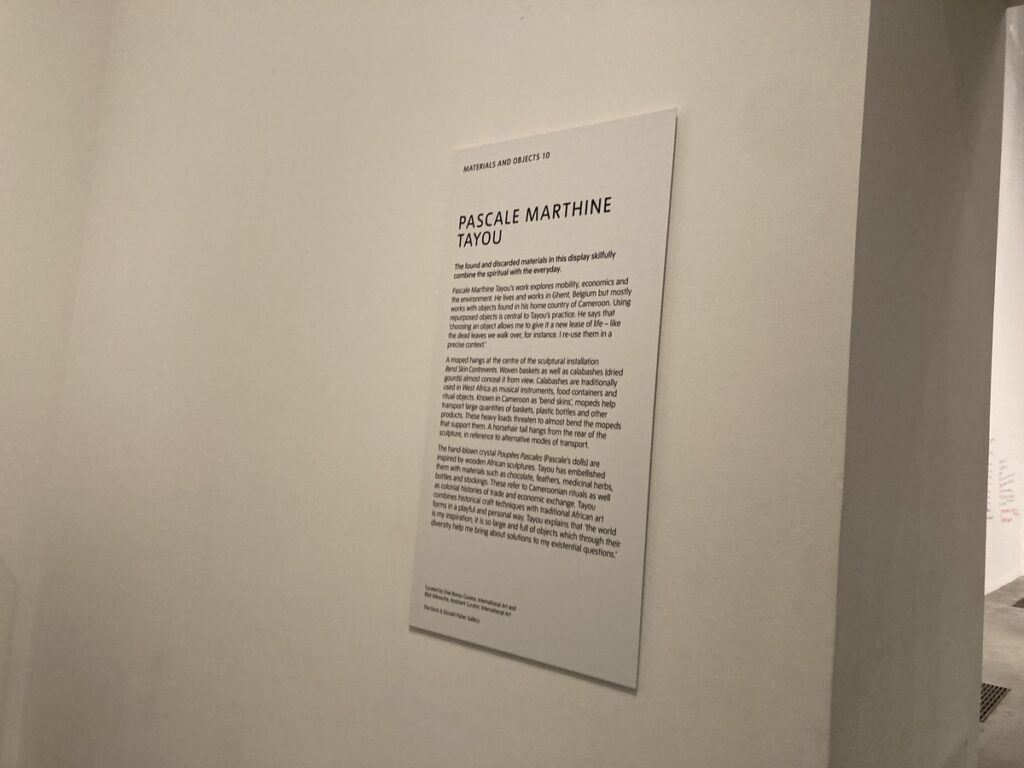 MATERIALS AND OBJECTS 10
PASCALE MARTHINE
TAYOU
The found and discarded materials in this display skilfully
combine the spiritual with the everyday.
Pascale Marthine Tayou's work explores mobility, economics and
the environment. He lives and works in Ghent, Belgium but mostly
works with objects found in his home country of Cameroon. Using
repurposed objects is central to Tayou's practice. He says that
'choosing an object allows me to give it a new lease of life – like
the dead leaves we walk over, for instance. I re-use them in a
precise context.'
A moped hangs at the centre of the sculptural installation
Bend Skin Contrevents. Woven baskets as well as calabashes (dried
gourds) almost conceal it from view. Calabashes are traditionally
used in West Africa as musical instruments, food containers and
ritual objects. Known in Cameroon as 'bend skins', mopeds help
transport large quantities of baskets, plastic bottles and other
products. These heavy loads threaten to almost bend the mopeds
that support them. A horsehair tail hangs from the rear of the
sculpture, in reference to alternative modes of transport.
The hand-blown crystal Poupées Pascales (Pascale's dolls) are
inspired by wooden African sculptures. Tayou has embellished
them with materials such as chocolate, feathers, medicinal herbs,
bottles and stockings. These refer to Cameroonian rituals as well
as colonial histories of trade and economic exchange. Tayou
combines historical craft techniques with traditional African art
forms in a playful and personal way. Tayou explains that 'the world
is my inspiration; it is so large and full of objects which through their
diversity help me bring about solutions to my existential questions.'
Curated by Curator, International Art and
Assistant Curator, International Art
Donald Fisher Gallery